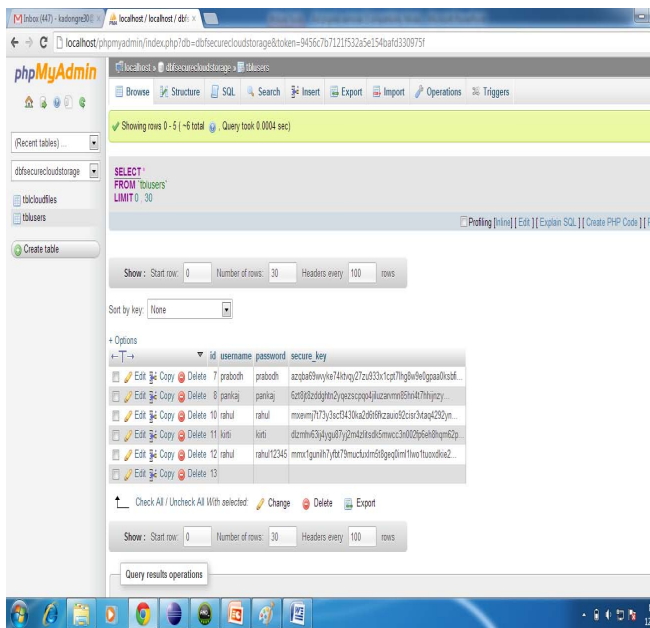 Inbox (447) - kadongre30@
localhost / localhost / dbfs
localhost/phpmyadmin/index.php?db=dbfsecurecloudstorage&token=9456c7b7121f532a5e154bafd330975f
phpMyAdmin
localhost » dbfsecurecloudstorage » tblusers
Browse Structure SQL Search Insert Export Import Operations Triggers
Showing rows 0 - 5 ( ~6 total , Query took 0.0004 sec)
(Recent tables) ...
dbfsecurecloudstorage
tblcloudfiles
tblusers
Create table
SELECT *
FROM `tblusers`
LIMIT 0 , 30
Profiling [Inline] [ Edit ] [ Explain SQL ] [ Create PHP Code ] [
Show : Start row: 0 Number of rows: 30 Headers every 100 rows
Sort by key: None
+ Options
←T→ id username password secure_key
Edit Copy Delete 7 prabodh prabodh
Edit Copy Delete 8 pankaj pankaj
Edit Copy Delete 10 rahul rahul
Edit Copy Delete 11 kirti kirti
Edit Copy Delete 12 rahul rahul12345
Edit Copy Delete 13
Check All / Uncheck All With selected: Change Delete Export
Show : Start row: 0 Number of rows: 30 Headers every 100 rows
Query results operations